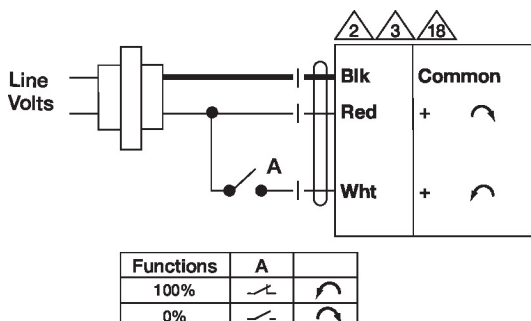 2 3 18
Line
Volts
Blk Common
Red +
A
Wht +
Functions A
100%
0%